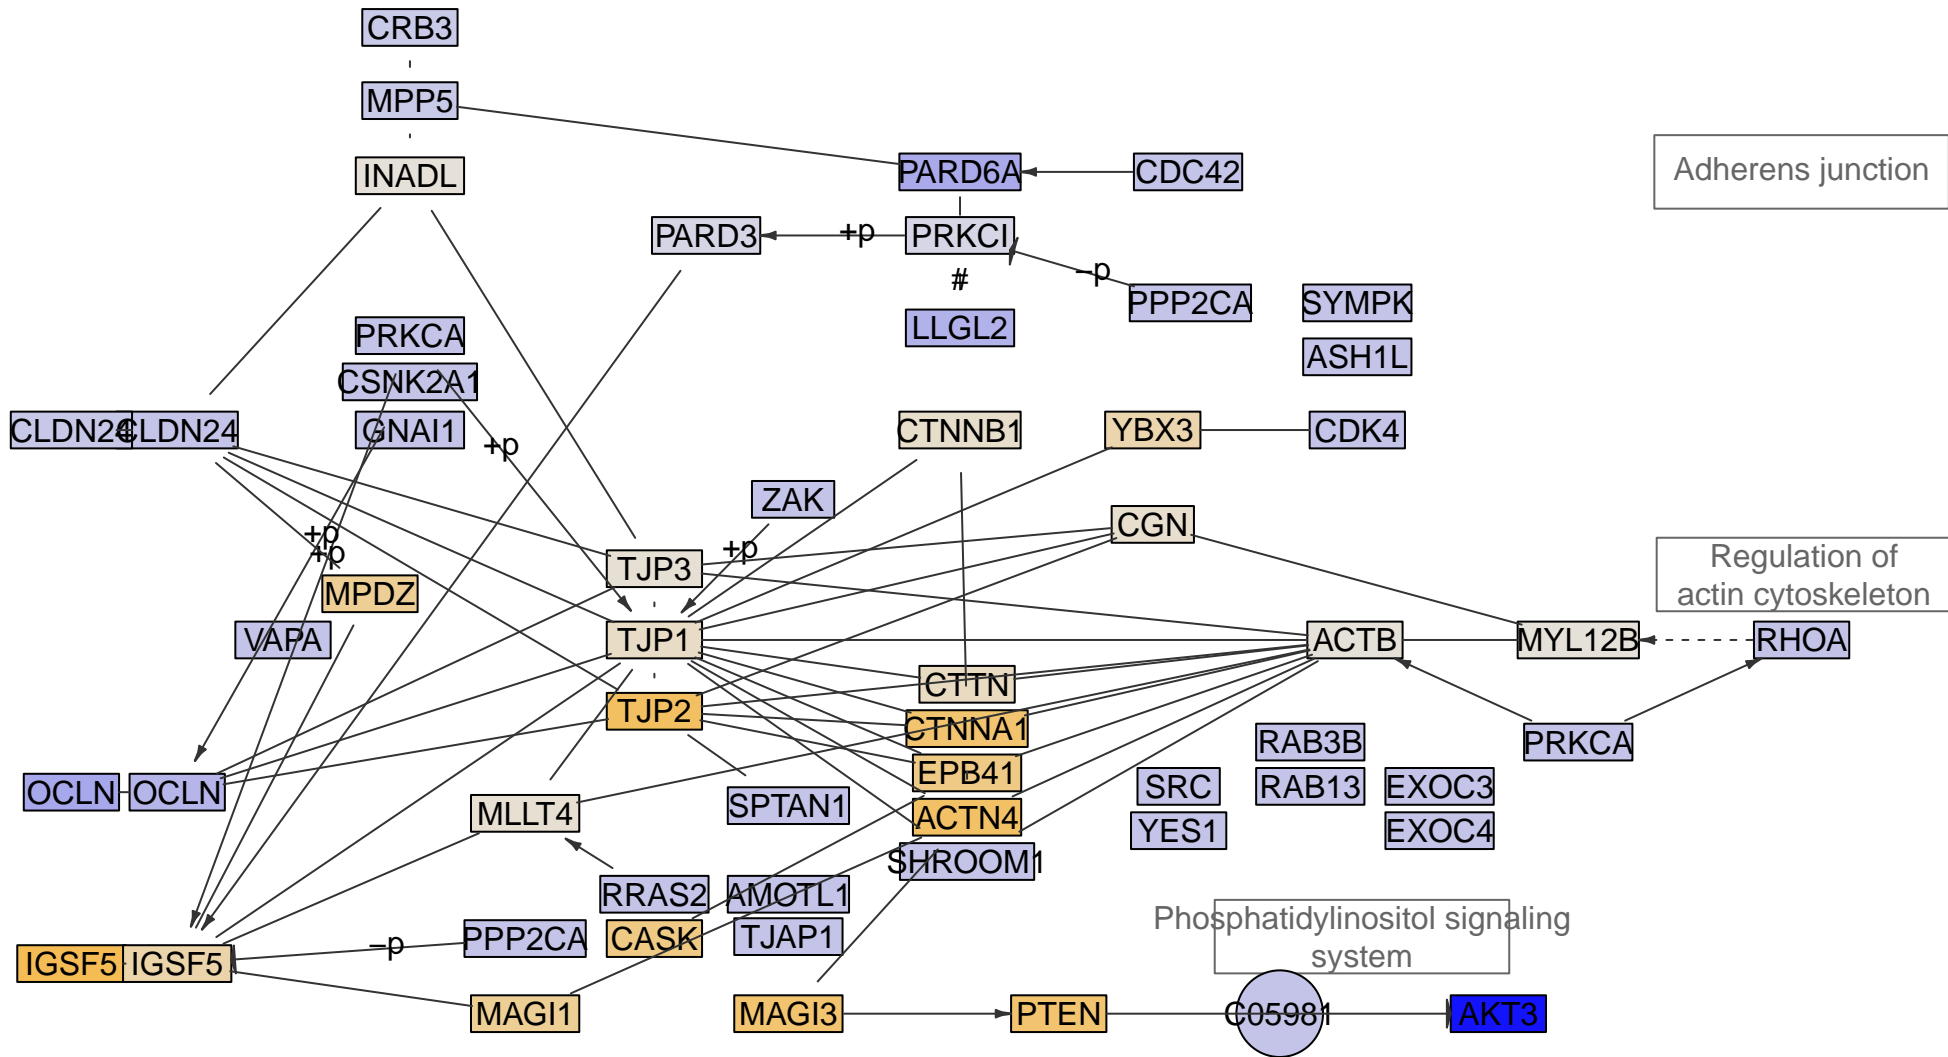 CRB3
MPP5
INADL
PARD6A
CDC42
Adherens junction
PARD3
+p
PRKCI
−p
#
PPP2CA
SYMPK
LLGL2
PRKCA
ASH1L
CSNK2A1
CLDN24
CLDN24
GNAI1
+p
CTNNB1
YBX3
CDK4
ZAK
CGN
+p
+p
+p
TJP3
MPDZ
Regulation of
actin cytoskeleton
VAPA
TJP1
ACTB
MYL12B
RHOA
CTTN
TJP2
CTNNA1
RAB3B
PRKCA
EPB41
OCLN
OCLN
SRC
RAB13
EXOC3
MLLT4
SPTAN1
ACTN4
YES1
EXOC4
SHROOM1
RRAS2
AMOTL1
Phosphatidylinositol signaling
system
PPP2CA
CASK
TJAP1
−p
IGSF5
IGSF5
MAGI1
MAGI3
PTEN
C05981
AKT3